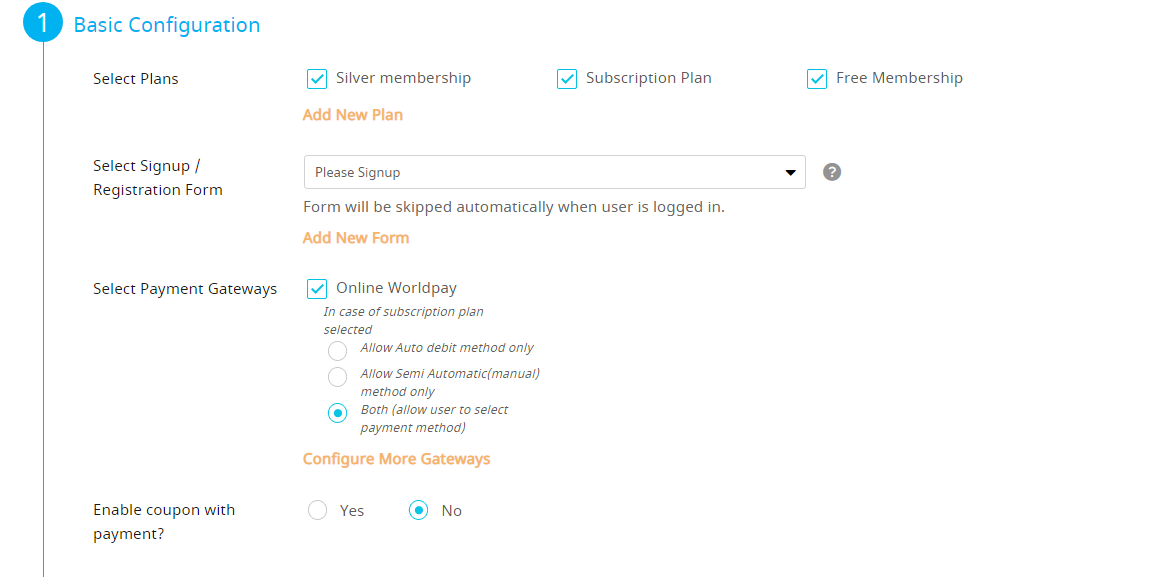 1 Basic Configuration
Select Plans
Silver membership Subscription Plan Free Membership
Add New Plan
Select Signup /
Registration Form
Please Signup ?
Form will be skipped automatically when user is logged in.
Add New Form
Select Payment Gateways
Online Worldpay
In case of subscription plan
selected
Allow Auto debit method only
Allow Semi Automatic(manual)
method only
Both (allow user to select
payment method)
Configure More Gateways
Enable coupon with
payment?
Yes No